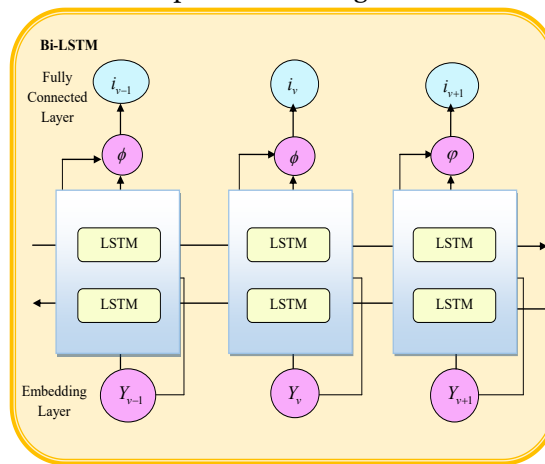 Bi-LSTM
Fully
Connected
Layer
i_{v-1} i_v i_{v+1}
ϕ ϕ φ
LSTM LSTM LSTM
LSTM LSTM LSTM
Embedding
Layer
Y_{v-1} Y_v Y_{v+1}